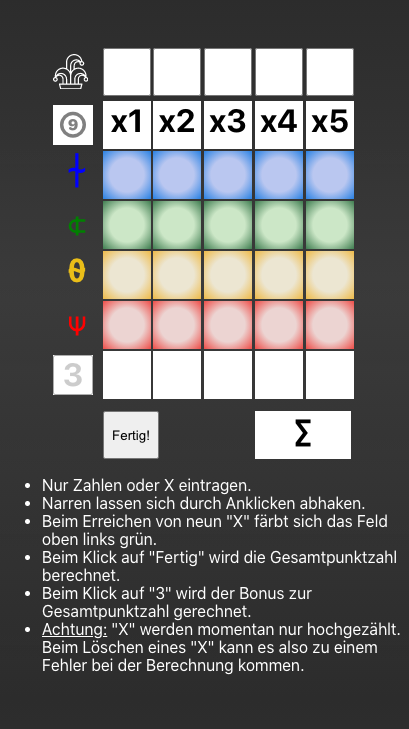 9 x1 x2 x3 x4 x5
3
Fertig! Σ
Nur Zahlen oder X eintragen.
Narren lassen sich durch Anklicken abhaken.
Beim Erreichen von neun "X" färbt sich das Feld
oben links grün.
Beim Klick auf "Fertig" wird die Gesamtpunktzahl
berechnet.
Beim Klick auf "3" wird der Bonus zur
Gesamtpunktzahl gerechnet.
Achtung: "X" werden momentan nur hochgezählt.
Beim Löschen eines "X" kann es also zu einem
Fehler bei der Berechnung kommen.